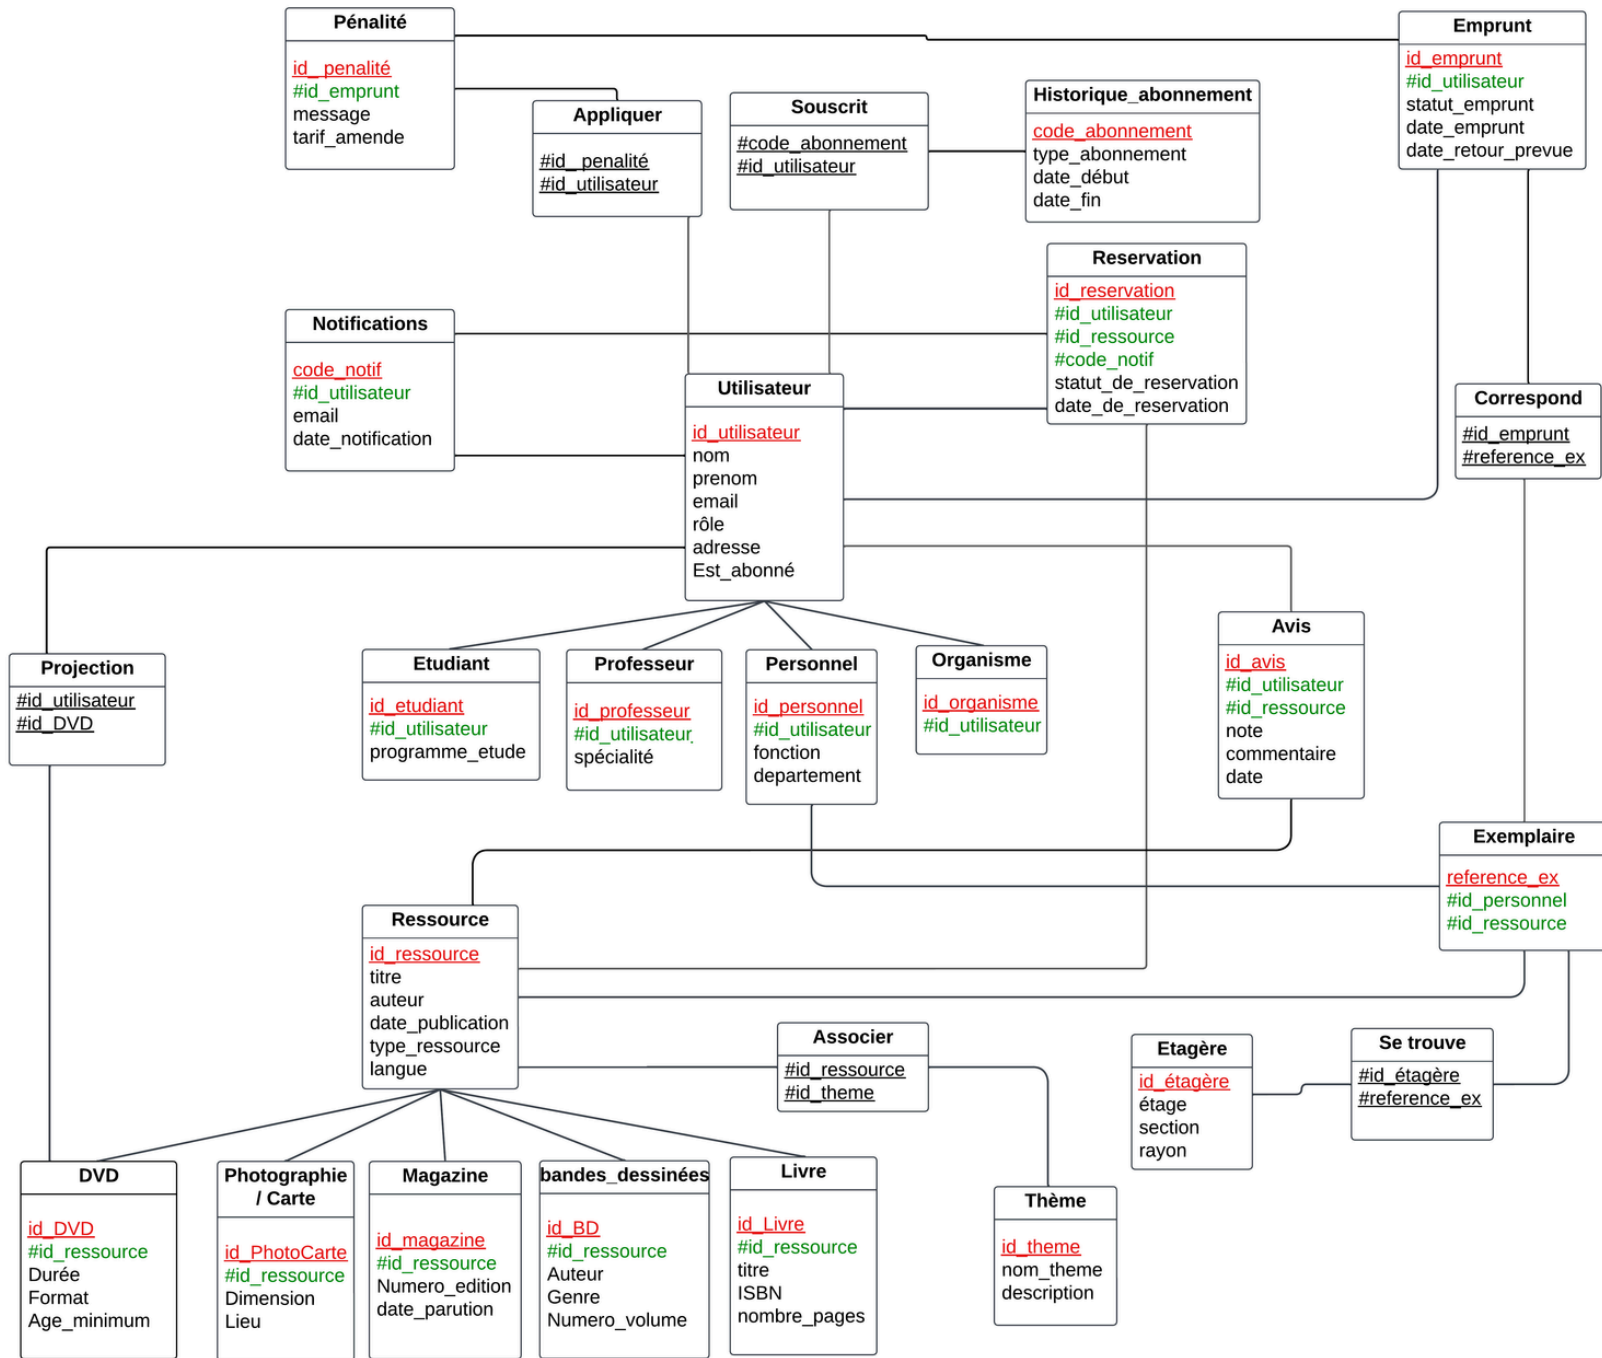 Pénalité
id_ penalité
#id_emprunt
message
tarif_amende
Appliquer
#id_ penalité
#id_utilisateur
Souscrit
#code_abonnement
#id_utilisateur
Historique_abonnement
code_abonnement
type_abonnement
date_début
date_fin
Emprunt
id_emprunt
#id_utilisateur
statut_emprunt
date_emprunt
date_retour_prevue
Notifications
code_notif
#id_utilisateur
email
date_notification
Utilisateur
id_utilisateur
nom
prenom
email
rôle
adresse
Est_abonné
Reservation
id_reservation
#id_utilisateur
#id_ressource
#code_notif
statut_de_reservation
date_de_reservation
Correspond
#id_emprunt
#reference_ex
Projection
#id_utilisateur
#id_DVD
Etudiant
id_etudiant
#id_utilisateur
programme_etude
Professeur
id_professeur
#id_utilisateur
spécialité
Personnel
id_personnel
#id_utilisateur
fonction
departement
Organisme
id_organisme
#id_utilisateur
Avis
id_avis
#id_utilisateur
#id_ressource
note
commentaire
date
Exemplaire
reference_ex
#id_personnel
#id_ressource
Ressource
id_ressource
titre
auteur
date_publication
type_ressource
langue
Associer
#id_ressource
#id_theme
Etagère
id_étagère
étage
section
rayon
Se trouve
#id_étagère
#reference_ex
DVD
id_DVD
#id_ressource
Durée
Format
Age_minimum
Photographie
/ Carte
id_PhotoCarte
#id_ressource
Dimension
Lieu
Magazine
id_magazine
#id_ressource
Numero_edition
date_parution
bandes_dessinées
id_BD
#id_ressource
Auteur
Genre
Numero_volume
Livre
id_Livre
#id_ressource
titre
ISBN
nombre_pages
Thème
id_theme
nom_theme
description